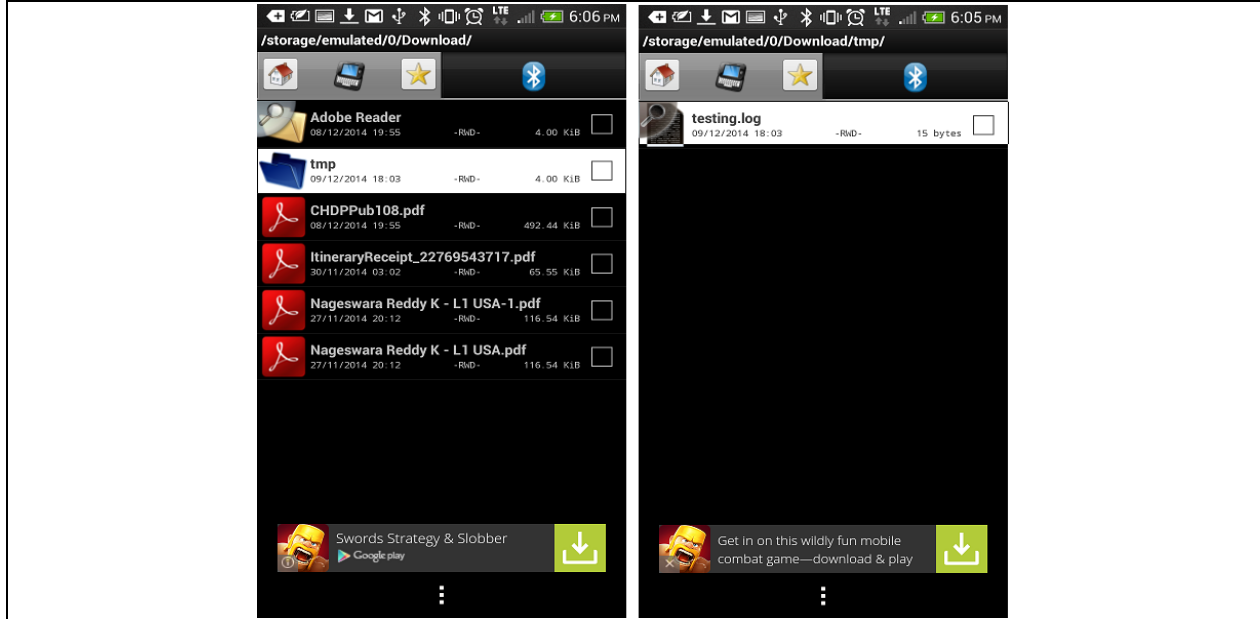 LTE 6:06 PM
/storage/emulated/0/Download/
Adobe Reader
08/12/2014 19:55 -RWD- 4.00 KiB
tmp
09/12/2014 18:03 -RWD- 4.00 KiB
CHDPPub108.pdf
08/12/2014 19:55 -RWD- 492.44 KiB
ItineraryReceipt_22769543717.pdf
30/11/2014 03:02 -RWD- 65.55 KiB
Nageswara Reddy K - L1 USA-1.pdf
27/11/2014 20:12 -RWD- 116.54 KiB
Nageswara Reddy K - L1 USA.pdf
27/11/2014 20:12 -RWD- 116.54 KiB
Swords Strategy & Slobber
Google play
LTE 6:05 PM
/storage/emulated/0/Download/tmp/
testing.log
09/12/2014 18:03 -RWD- 15 bytes
Get in on this wildly fun mobile
combat game—download & play